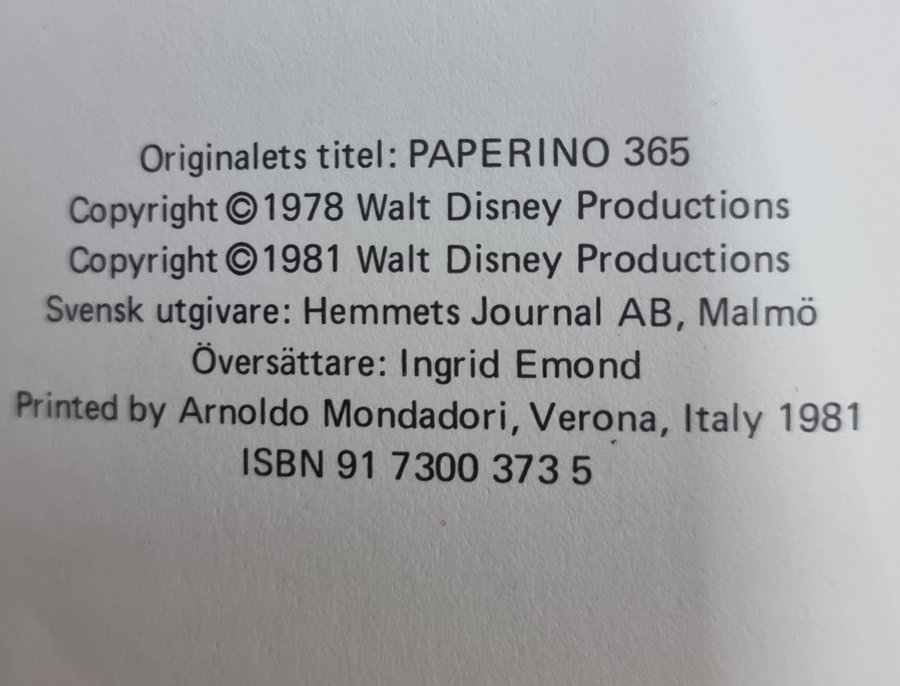 Originalets titel: PAPERINO 365
Copyright ©1978 Walt Disney Productions
Copyright ©1981 Walt Disney Productions
Svensk utgivare: Hemmets Journal AB, Malmö
Översättare: Ingrid Emond
Printed by Arnoldo Mondadori, Verona, Italy 1981
ISBN 91 7300 373 5